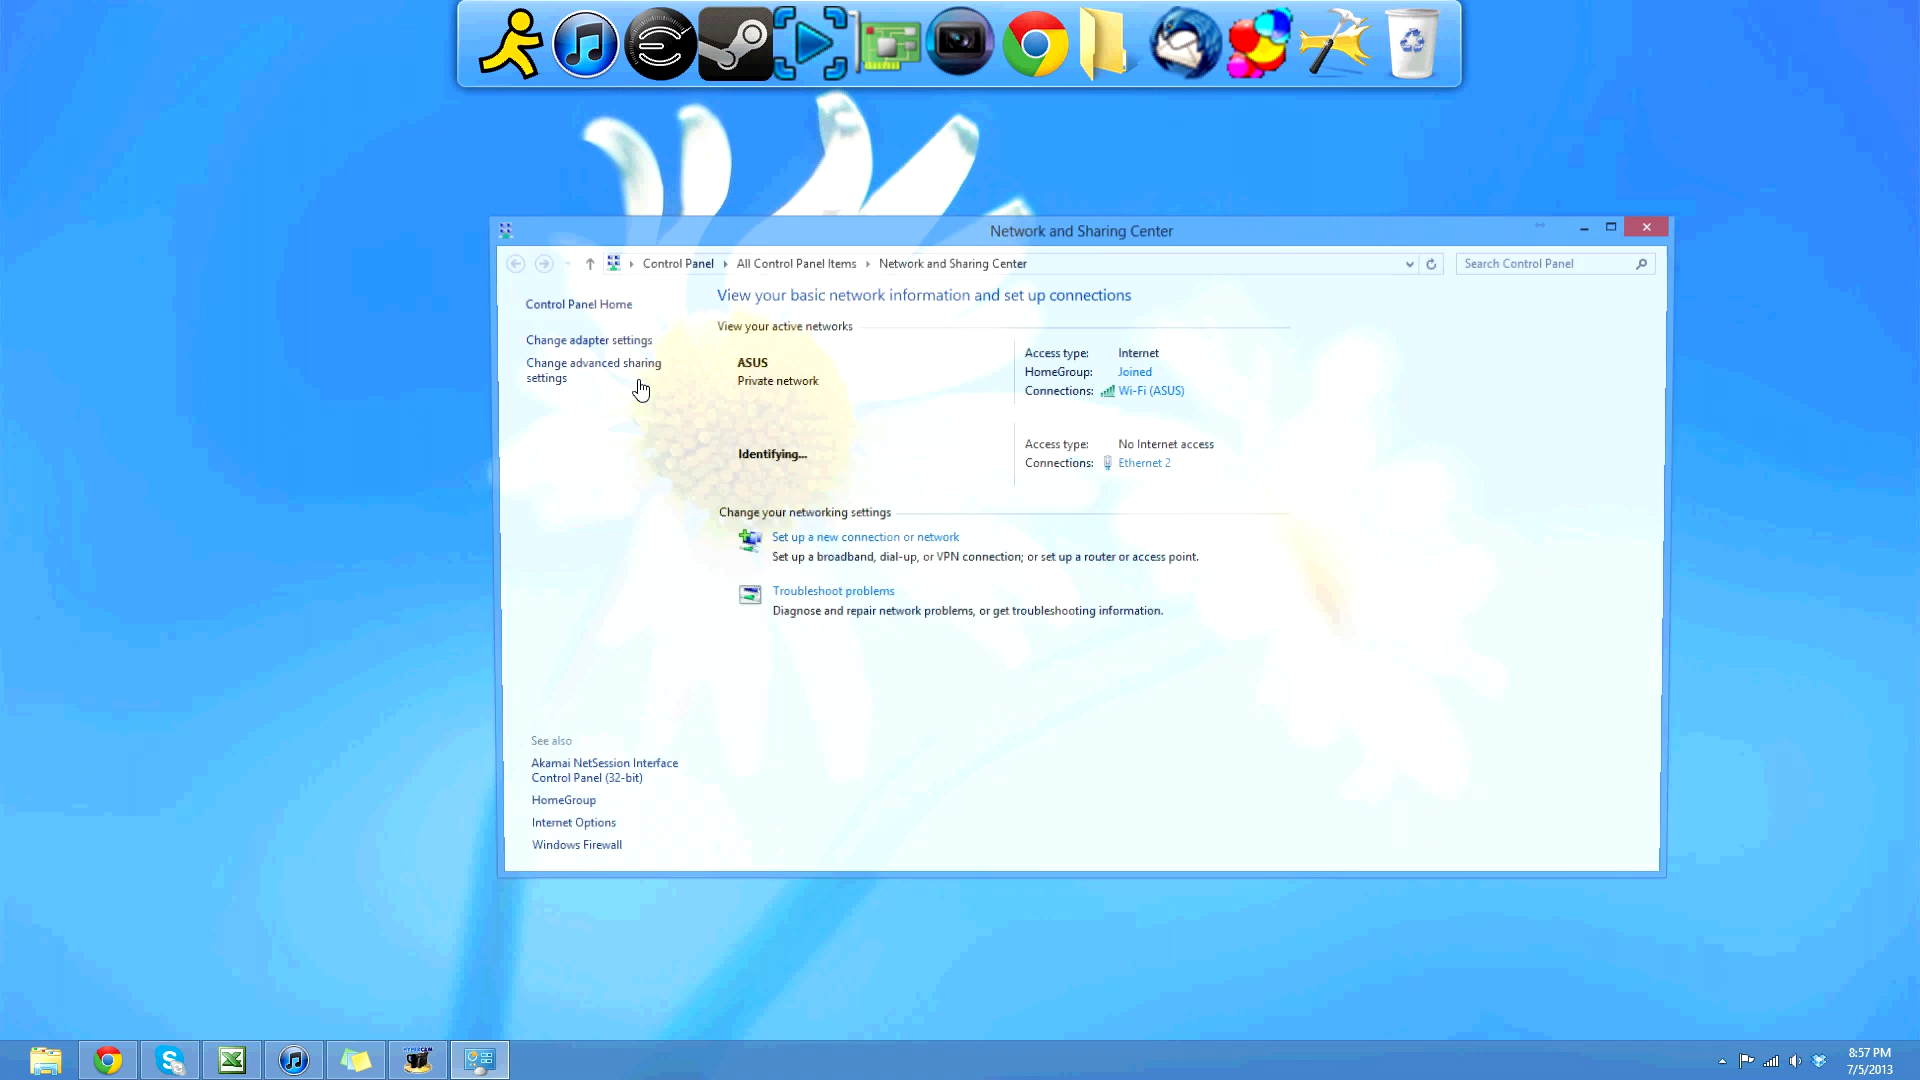 Network and Sharing Center
Control Panel
All Control Panel Items
Network and Sharing Center
Search Control Panel
Control Panel Home
Change adapter settings
Change advanced sharing
settings
View your basic network information and set up connections
View your active networks
ASUS
Private network
Access type: Internet
HomeGroup: Joined
Connections: Wi-Fi (ASUS)
Identifying...
Access type: No Internet access
Connections: Ethernet 2
Change your networking settings
Set up a new connection or network
Set up a broadband, dial-up, or VPN connection; or set up a router or access point.
Troubleshoot problems
Diagnose and repair network problems, or get troubleshooting information.
See also
Akamai NetSession Interface
Control Panel (32-bit)
HomeGroup
Internet Options
Windows Firewall
HYPERCAM
8:57 PM
7/5/2013